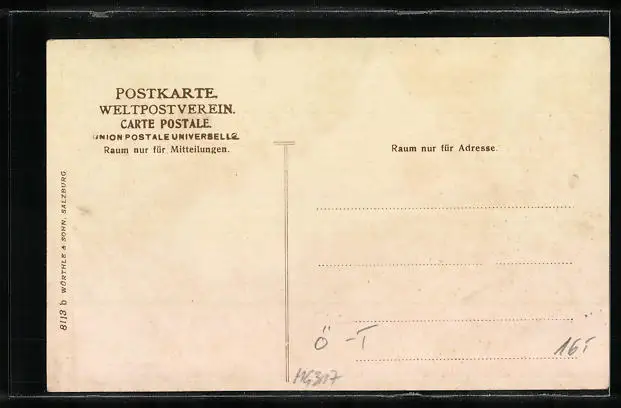 POSTKARTE.
WELTPOSTVEREIN.
CARTE POSTALE.
UNION POSTALE UNIVERSELLE.
Raum nur für Mitteilungen.
Raum nur für Adresse.
8113 b WÜRTHLE & SOHN, SALZBURG
Ö -T
16T